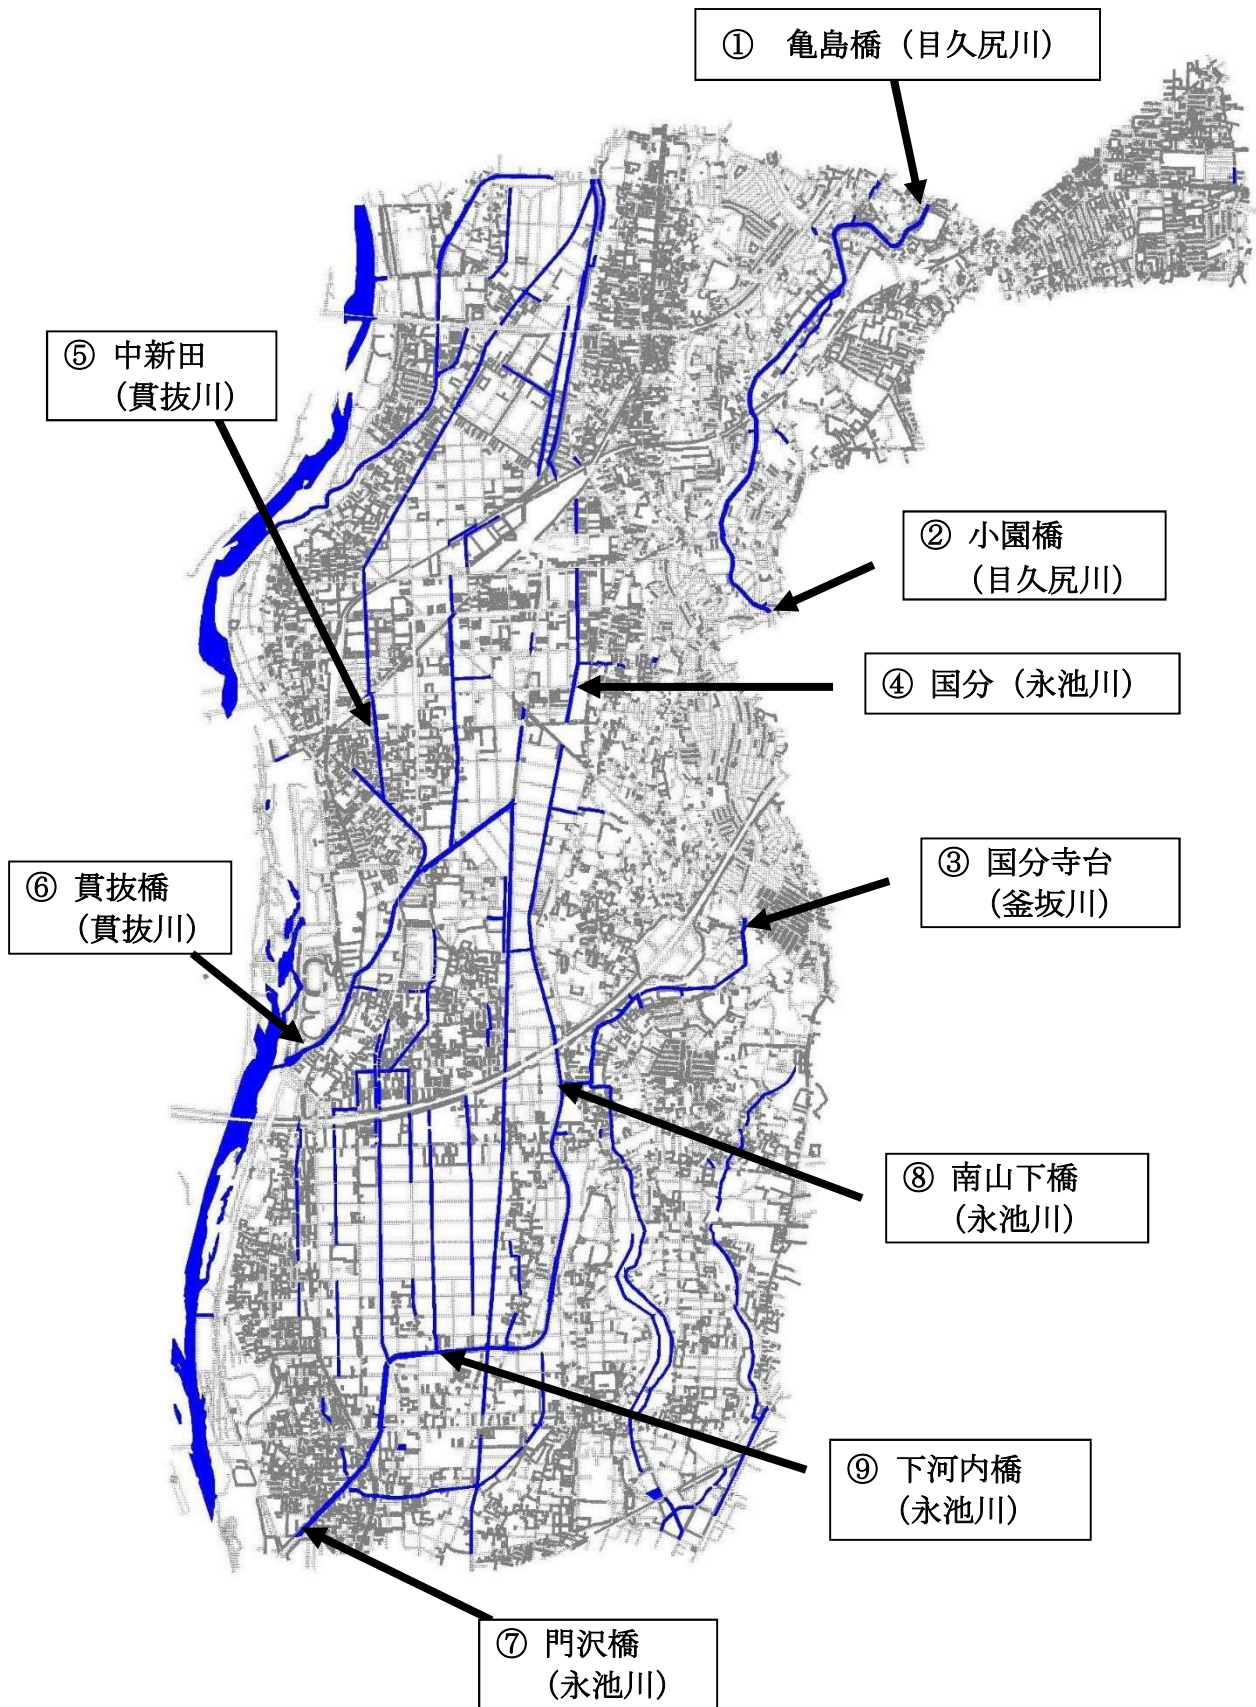 ① 亀島橋（目久尻川）
⑤ 中新田
（貫抜川）
② 小園橋
（目久尻川）
④ 国分（永池川）
③ 国分寺台
（釜坂川）
⑥ 貫抜橋
（貫抜川）
⑧ 南山下橋
（永池川）
⑨ 下河内橋
（永池川）
⑦ 門沢橋
（永池川）